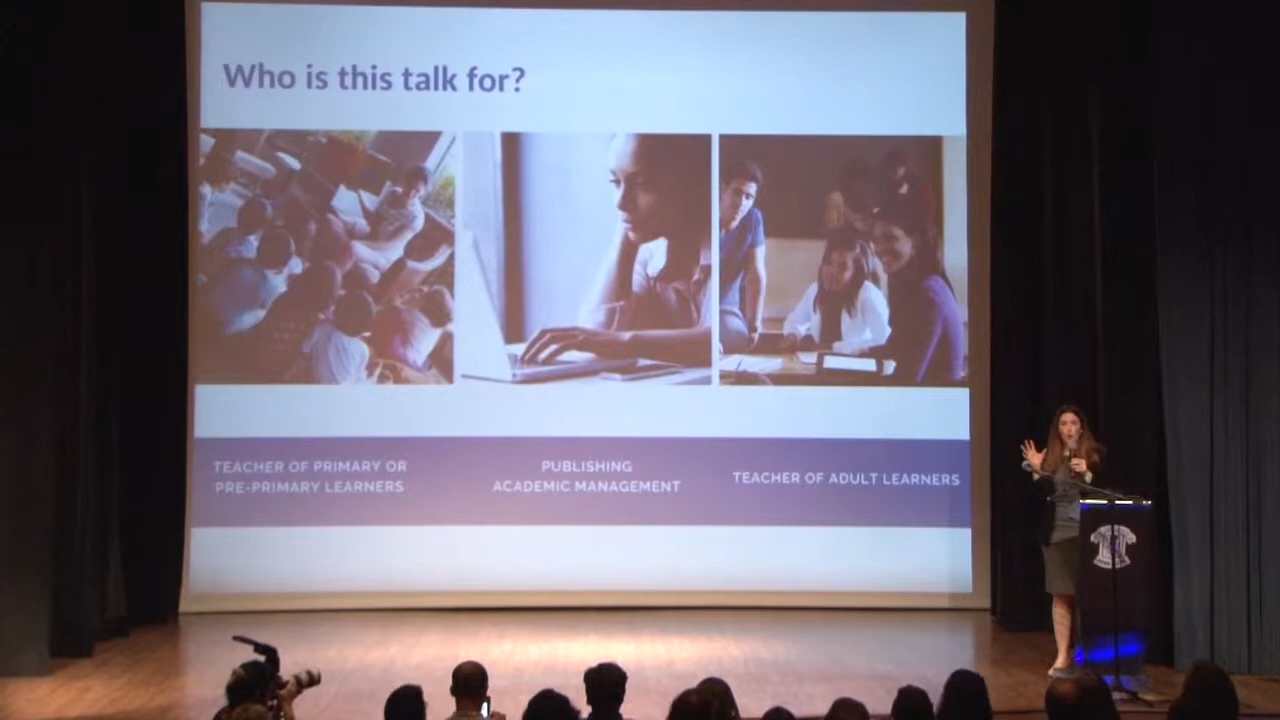 Who is this talk for?
TEACHER OF PRIMARY OR
PRE-PRIMARY LEARNERS
PUBLISHING
ACADEMIC MANAGEMENT
TEACHER OF ADULT LEARNERS